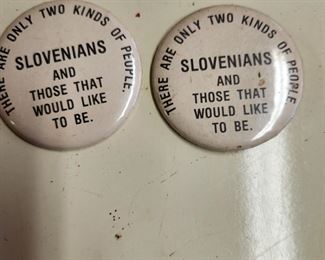 THERE ARE ONLY TWO KINDS OF PEOPLE.
SLOVENIANS
AND
THOSE THAT
WOULD LIKE
TO BE.
THERE ARE ONLY TWO KINDS OF PEOPLE
SLOVENIANS
AND
THOSE THAT
WOULD LIKE
TO BE.